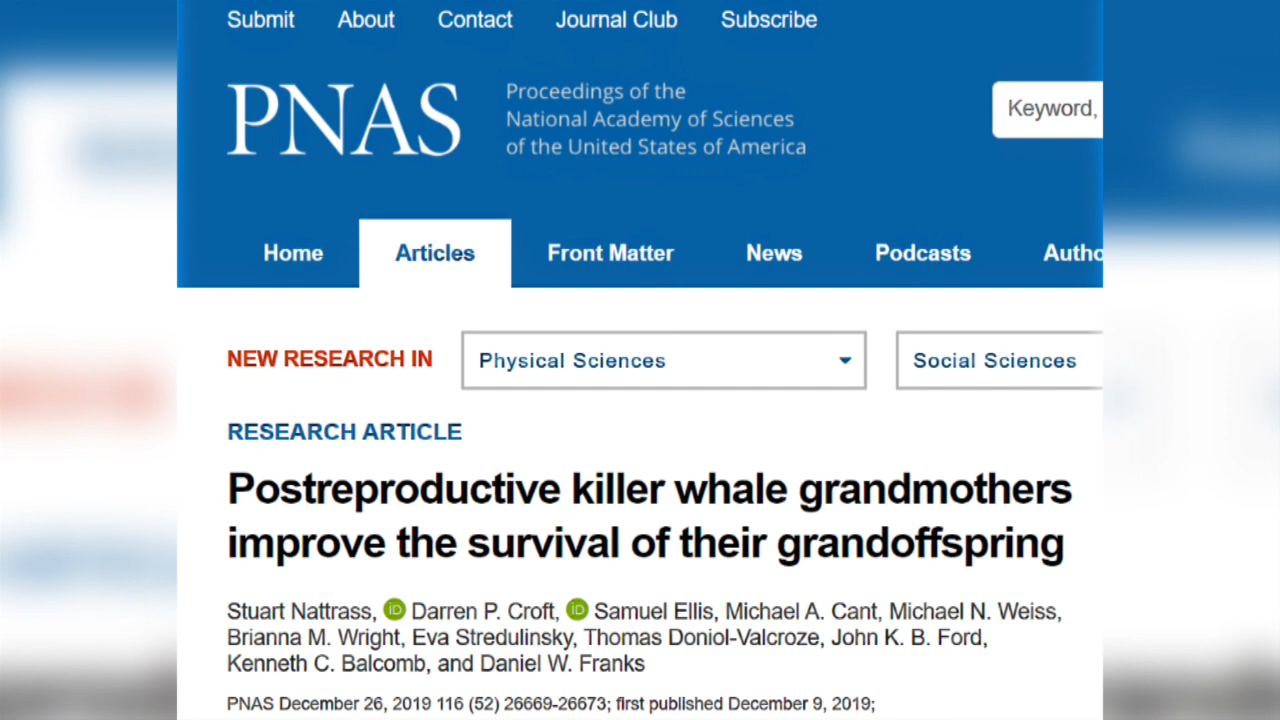 Submit About Contact Journal Club Subscribe
PNAS
Proceedings of the
National Academy of Sciences
of the United States of America
Keyword,
Home Articles Front Matter News Podcasts Autho
NEW RESEARCH IN Physical Sciences Social Sciences
RESEARCH ARTICLE
Postreproductive killer whale grandmothers
improve the survival of their grandoffspring
Stuart Nattrass, iD Darren P. Croft, iD Samuel Ellis, Michael A. Cant, Michael N. Weiss,
Brianna M. Wright, Eva Stredulinsky, Thomas Doniol-Valcroze, John K. B. Ford,
Kenneth C. Balcomb, and Daniel W. Franks
PNAS December 26, 2019 116 (52) 26669-26673; first published December 9, 2019;